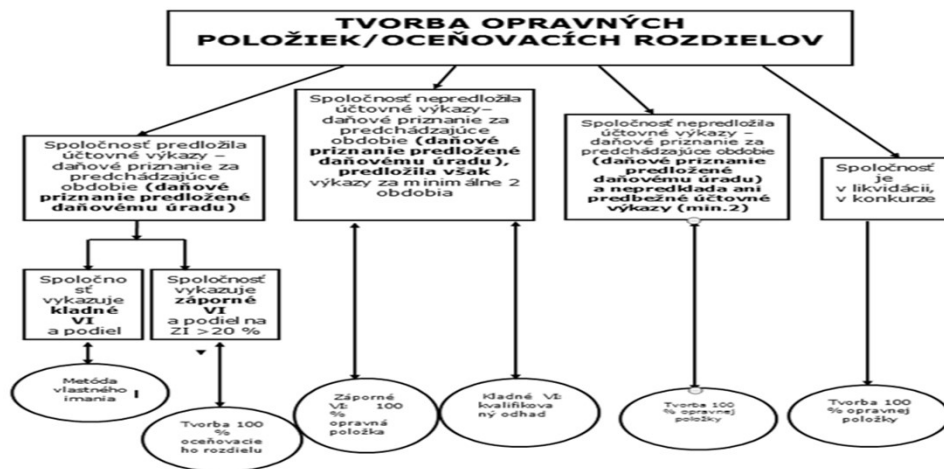 TVORBA OPRAVNÝCH
POLOŽIEK/OCEŇOVACÍCH ROZDIELOV
Spoločnosť predložila
účtovné výkazy –
daňové priznanie za
predchádzajúce
obdobie (daňové
priznanie predložené
daňovému úradu)
Spoločnosť nepredložila
účtovné výkazy–
daňové priznanie za
predchádzajúce
obdobie (daňové
priznanie predložené
daňovému úradu),
predložila však
výkazy za minimálne 2
obdobia
Spoločnosť nepredložila
účtovné výkazy –
daňové priznanie za
predchádzajúce obdobie
(daňové priznanie
predložené
daňovému úradu)
a nepredkladá ani
predbežné účtovné
výkazy (min.2)
Spoločnosť
je
v likvidácii,
v konkurze
Spoločno
sť
vykazuje
kladné
VI
a podiel
Spoločnosť
vykazuje
záporné
VI
a podiel na
ZI >20 %
Metóda
vlastného
imania
Tvorba 100
%
oceňovacie
ho rozdielu
Záporné
VI: 100
%
opravná
položka
Kladné VI:
kvalifikova
ný odhad
Tvorba 100
% opravnej
položky
Tvorba 100
% opravnej
položky